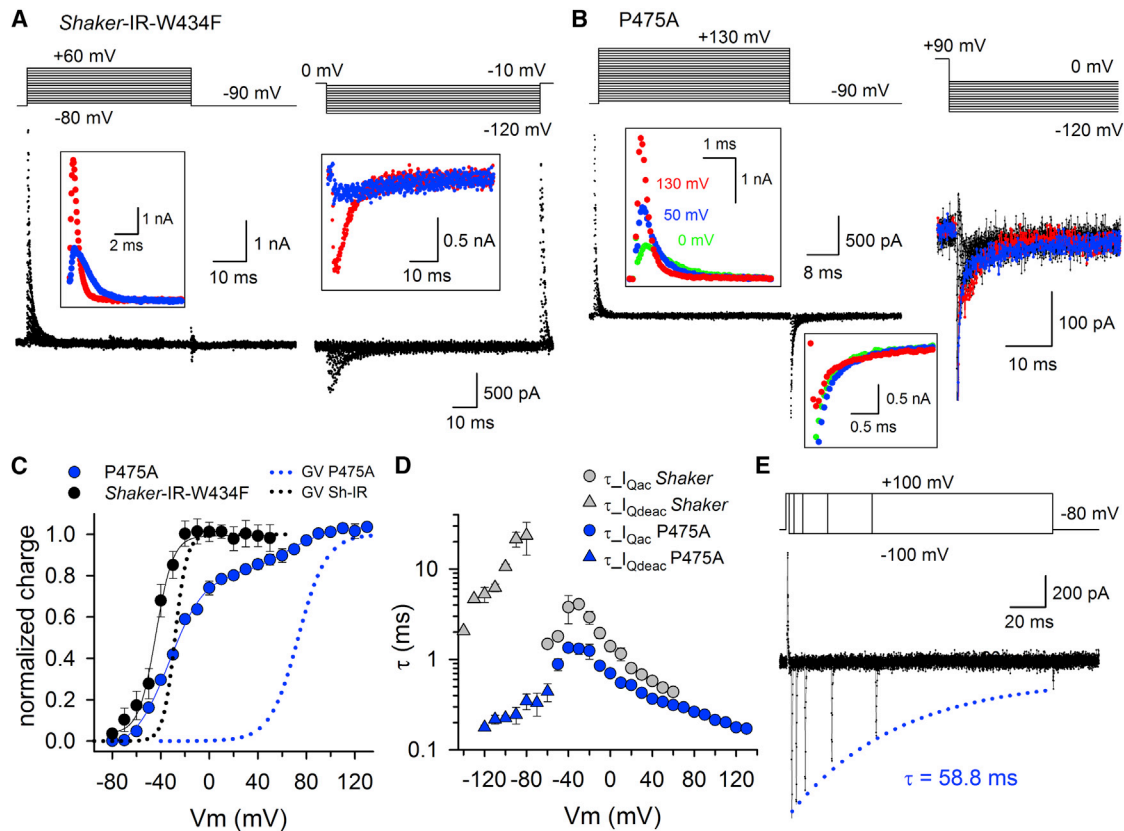 A
Shaker-IR-W434F
+60 mV
-80 mV
-90 mV
0 mV
-10 mV
-120 mV
1 nA
2 ms
1 nA
10 ms
0.5 nA
10 ms
500 pA
10 ms
B
P475A
+130 mV
-90 mV
+90 mV
0 mV
-120 mV
1 ms
1 nA
130 mV
50 mV
0 mV
500 pA
8 ms
0.5 nA
0.5 ms
100 pA
10 ms
C
P475A
Shaker-IR-W434F
GV P475A
GV Sh-IR
normalized charge
1.0
0.8
0.6
0.4
0.2
0.0
-80 -40 0 40 80 120
Vm (mV)
D
τ_I_Qac Shaker
τ_I_Qdeac Shaker
τ_I_Qac P475A
τ_I_Qdeac P475A
τ (ms)
10
1
0.1
-120 -80 -40 0 40 80 120
Vm (mV)
E
+100 mV
-80 mV
-100 mV
200 pA
20 ms
τ = 58.8 ms